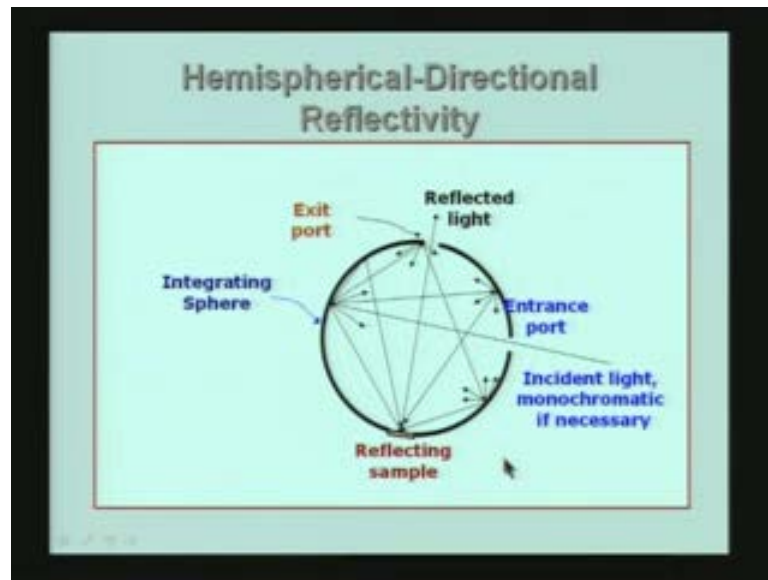 Hemispherical-Directional
Reflectivity
Reflected
light
Exit
port
Integrating
Sphere
Entrance
port
Incident light,
monochromatic
if necessary
Reflecting
sample